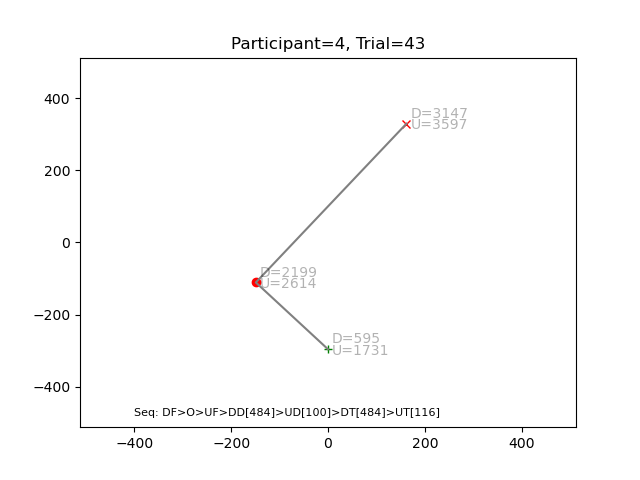 Participant=4, Trial=43
400
200
0
−200
−400
D=3147
U=3597
D=2199
U=2614
D=595
U=1731
Seq: DF>O>UF>DD[484]>UD[100]>DT[484]>UT[116]
−400
−200
0
200
400